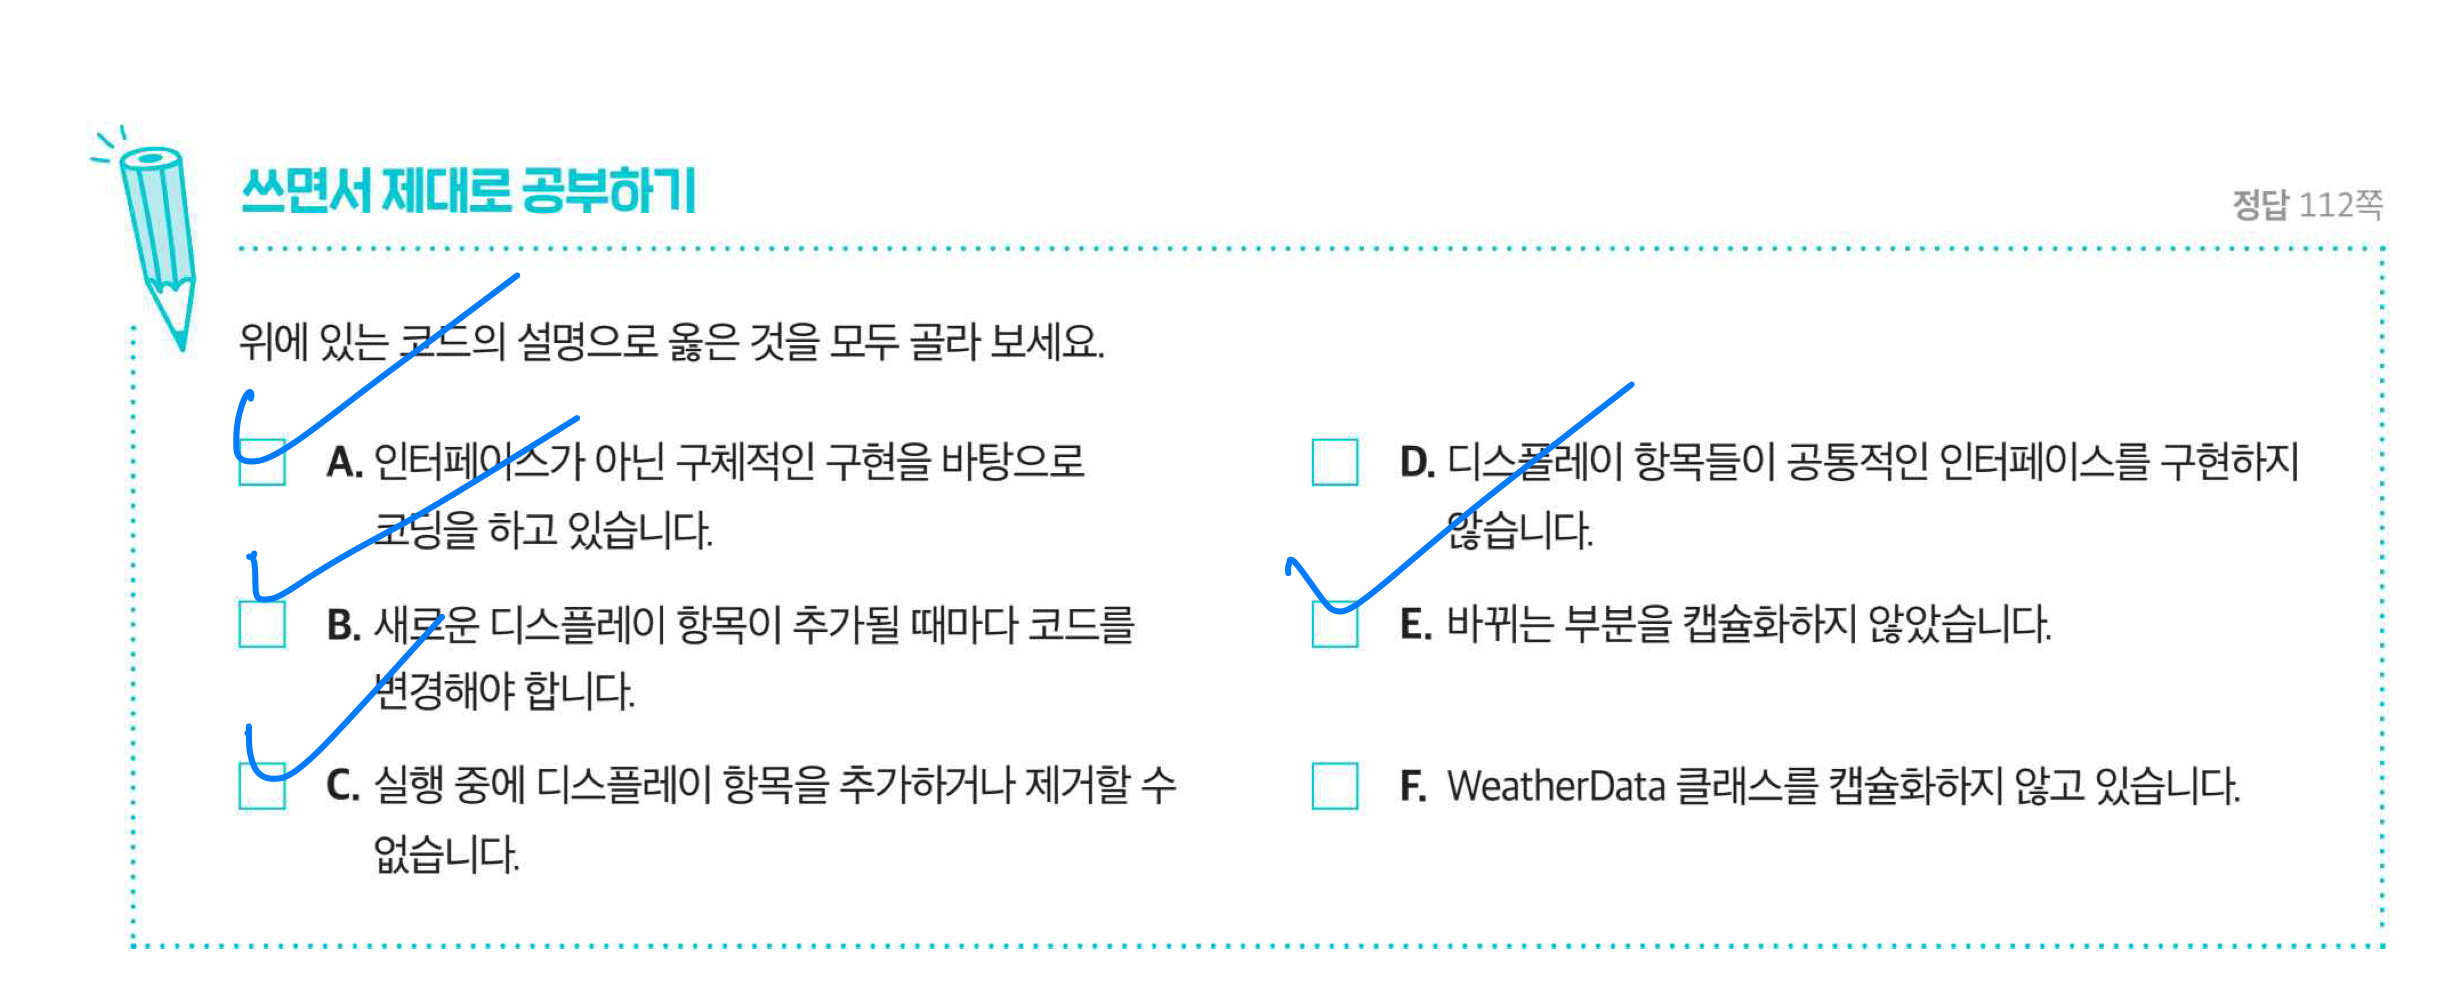 쓰면서 제대로 공부하기
정답 112쪽
위에 있는 코드의 설명으로 옳은 것을 모두 골라 보세요.
A. 인터페이스가 아닌 구체적인 구현을 바탕으로
코딩을 하고 있습니다.
B. 새로운 디스플레이 항목이 추가될 때마다 코드를
변경해야 합니다.
C. 실행 중에 디스플레이 항목을 추가하거나 제거할 수
없습니다.
D. 디스플레이 항목들이 공통적인 인터페이스를 구현하지
않습니다.
E. 바뀌는 부분을 캡슐화하지 않았습니다.
F. WeatherData 클래스를 캡슐화하지 않고 있습니다.